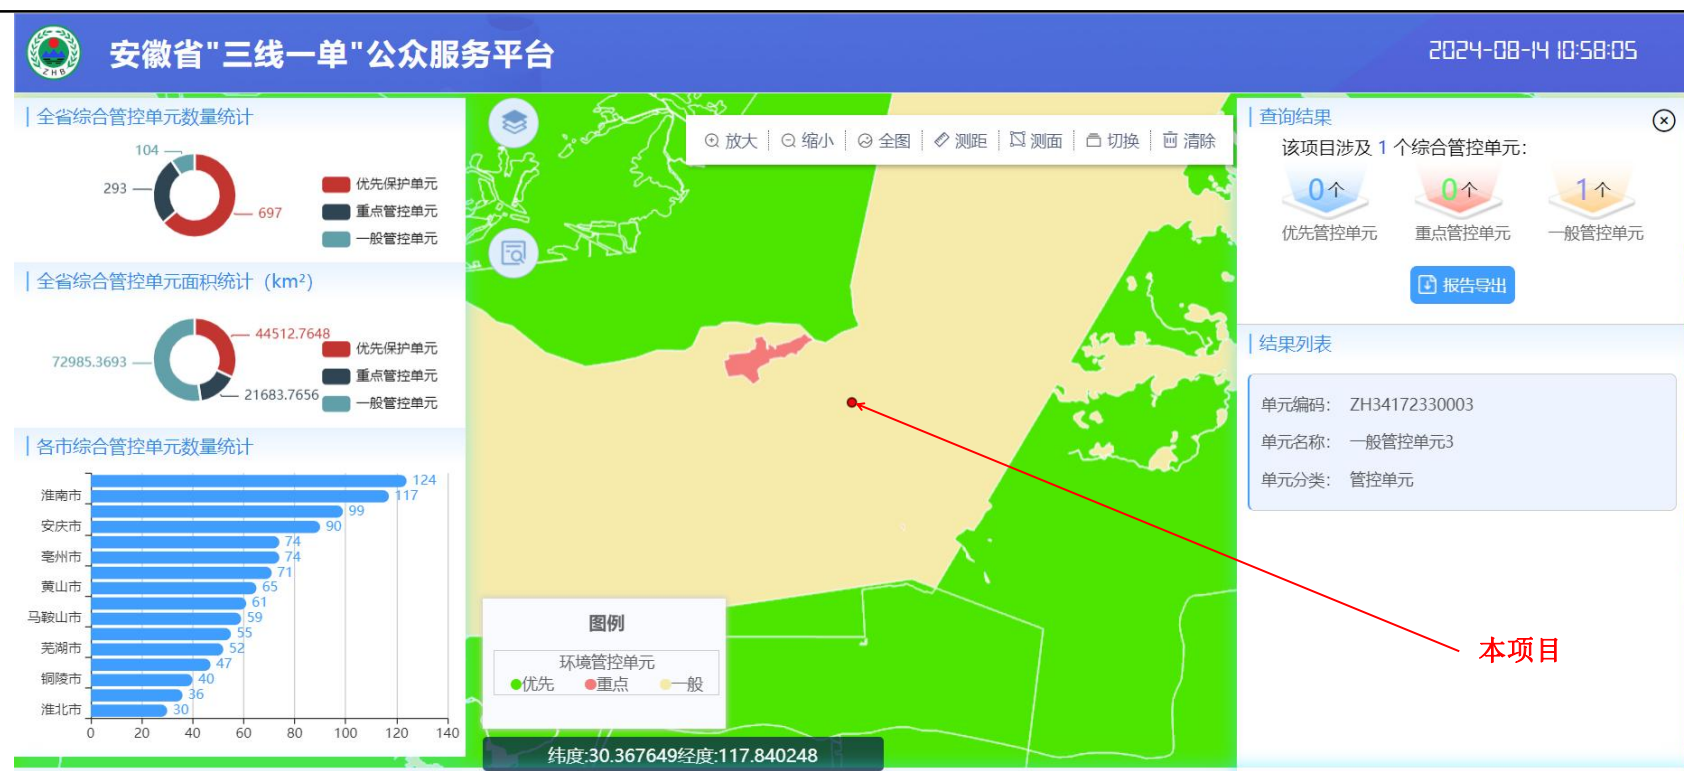 安徽省"三线一单"公众服务平台
2024-08-14 10:58:05
ZHB
全省综合管控单元数量统计
104
293
697
优先保护单元
重点管控单元
一般管控单元
全省综合管控单元面积统计（km²）
44512.7648
72985.3693
21683.7656
优先保护单元
重点管控单元
一般管控单元
各市综合管控单元数量统计
124
淮南市 117
99
安庆市 90
74
亳州市 74
71
黄山市 65
61
马鞍山市 59
55
芜湖市 52
47
铜陵市 40
36
淮北市 30
0 20 40 60 80 100 120 140
放大 缩小 全图 测距 测面 切换 清除
图例
环境管控单元
优先 重点 一般
纬度:30.367649经度:117.840248
查询结果
该项目涉及 1 个综合管控单元：
0个 0个 1个
优先管控单元 重点管控单元 一般管控单元
报告导出
结果列表
单元编码： ZH34172330003
单元名称： 一般管控单元3
单元分类： 管控单元
本项目